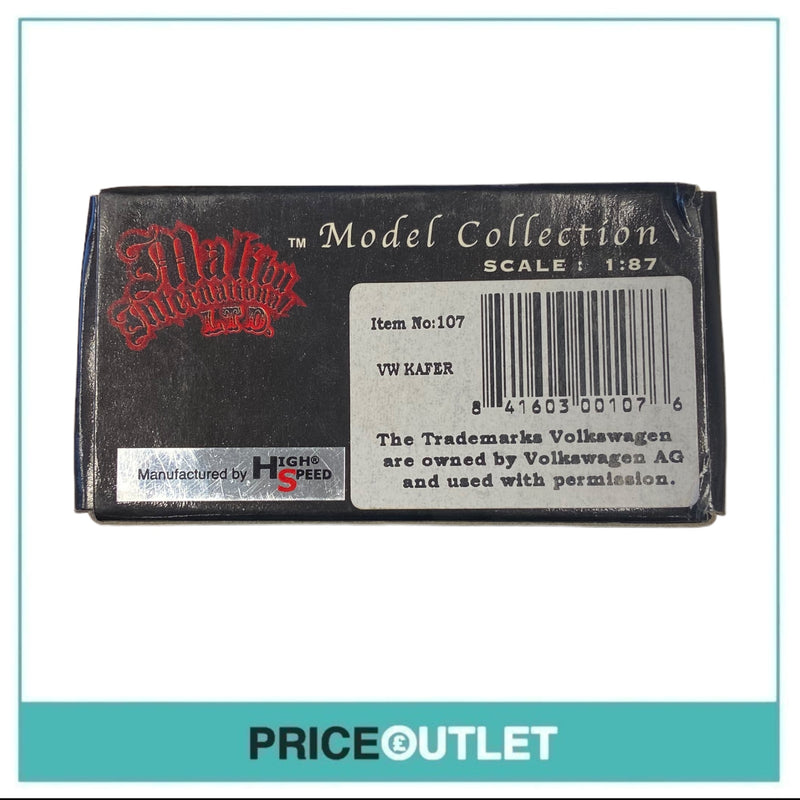 Malibu
International
LTD.
™ Model Collection
SCALE : 1:87
Item No:107
VW KAFER
8 41603 00107 6
The Trademarks Volkswagen
are owned by Volkswagen AG
and used with permission.
Manufactured by HIGH® SPEED
PRICE£OUTLET